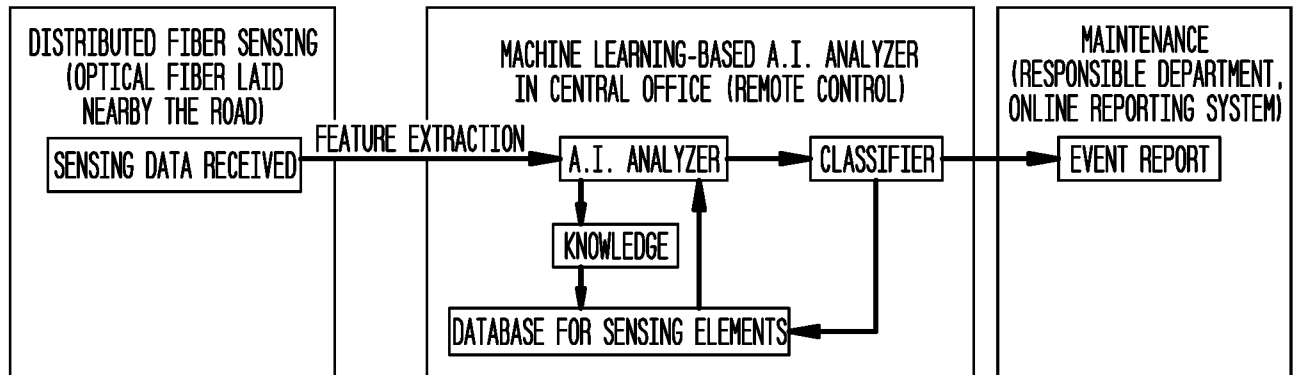 DISTRIBUTED FIBER SENSING
(OPTICAL FIBER LAID
NEARBY THE ROAD)
SENSING DATA RECEIVED
FEATURE EXTRACTION
MACHINE LEARNING-BASED A.I. ANALYZER
IN CENTRAL OFFICE (REMOTE CONTROL)
A.I. ANALYZER
CLASSIFIER
KNOWLEDGE
DATABASE FOR SENSING ELEMENTS
MAINTENANCE
(RESPONSIBLE DEPARTMENT,
ONLINE REPORTING SYSTEM)
EVENT REPORT